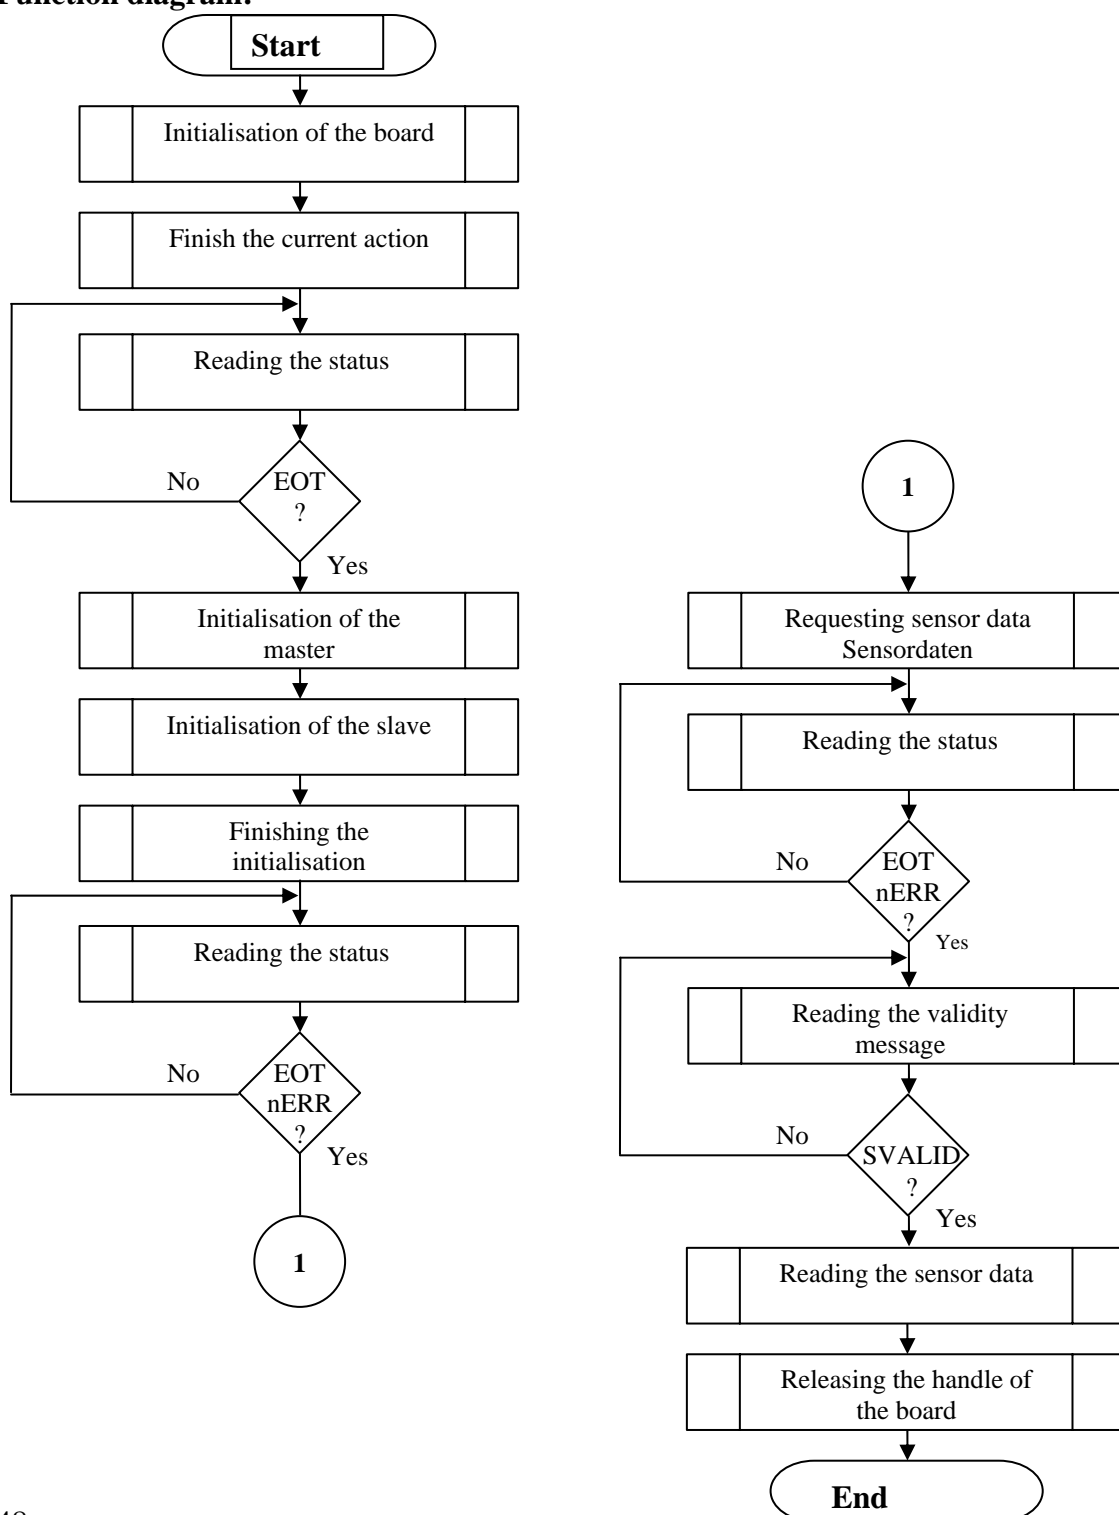 Function diagram:
Start
Initialisation of the board
Finish the current action
Reading the status
No
EOT
?
Yes
Initialisation of the
master
Initialisation of the slave
Finishing the
initialisation
Reading the status
No
EOT
nERR
?
Yes
1
1
Requesting sensor data
Sensordaten
Reading the status
No
EOT
nERR
?
Yes
Reading the validity
message
No
SVALID
?
Yes
Reading the sensor data
Releasing the handle of
the board
End